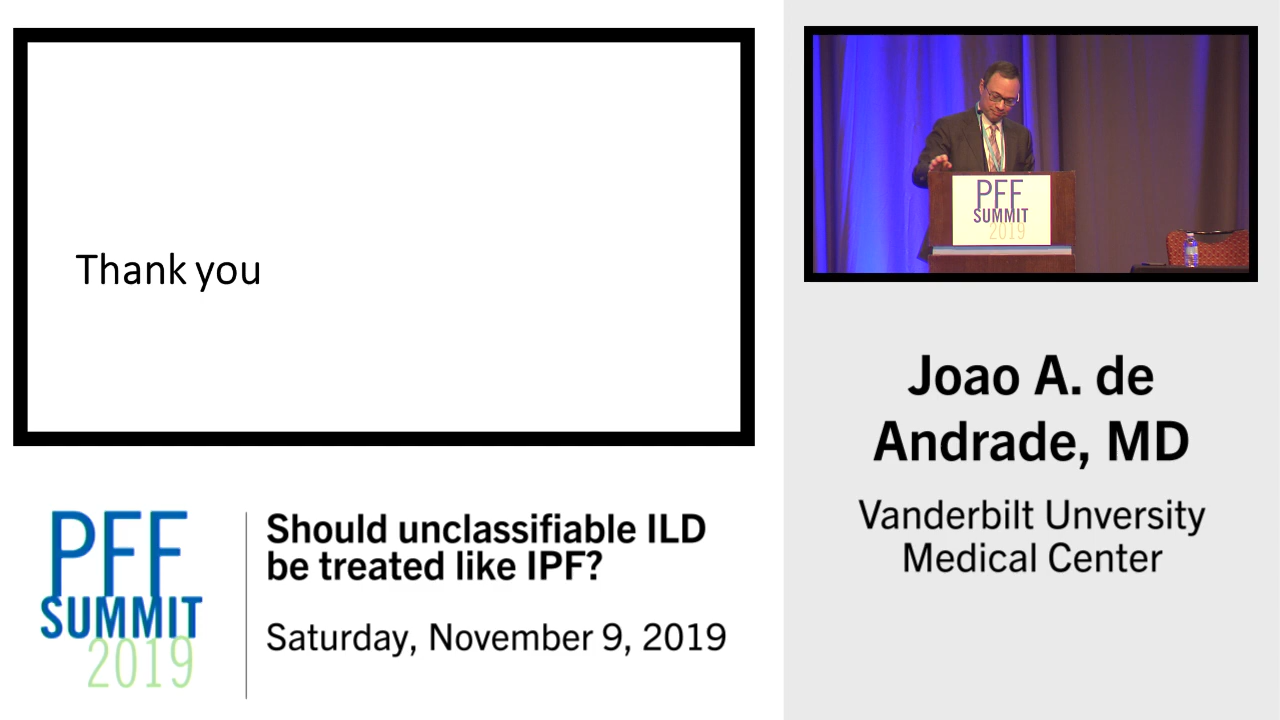 Thank you
PFF
SUMMIT
2019
Joao A. de
Andrade, MD
Vanderbilt Unversity
Medical Center
PFF
SUMMIT
2019
Should unclassifiable ILD
be treated like IPF?
Saturday, November 9, 2019